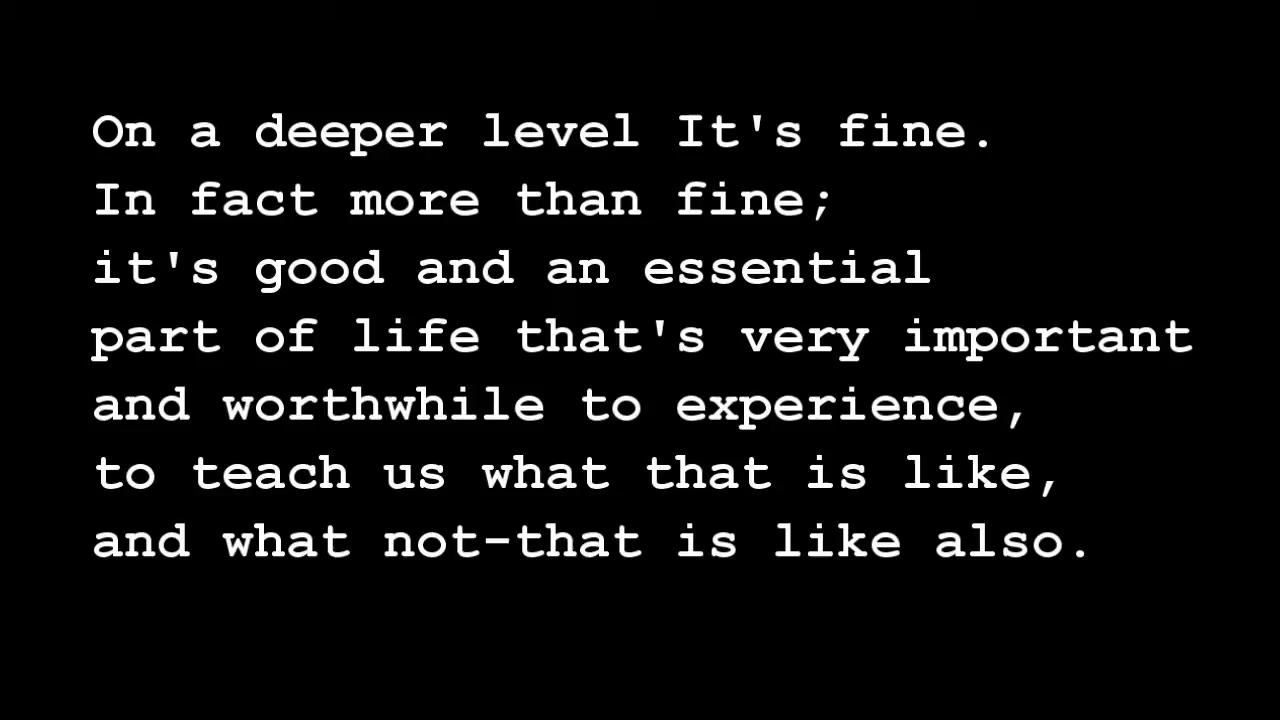 On a deeper level It's fine.
In fact more than fine;
it's good and an essential
part of life that's very important
and worthwhile to experience,
to teach us what that is like,
and what not-that is like also.